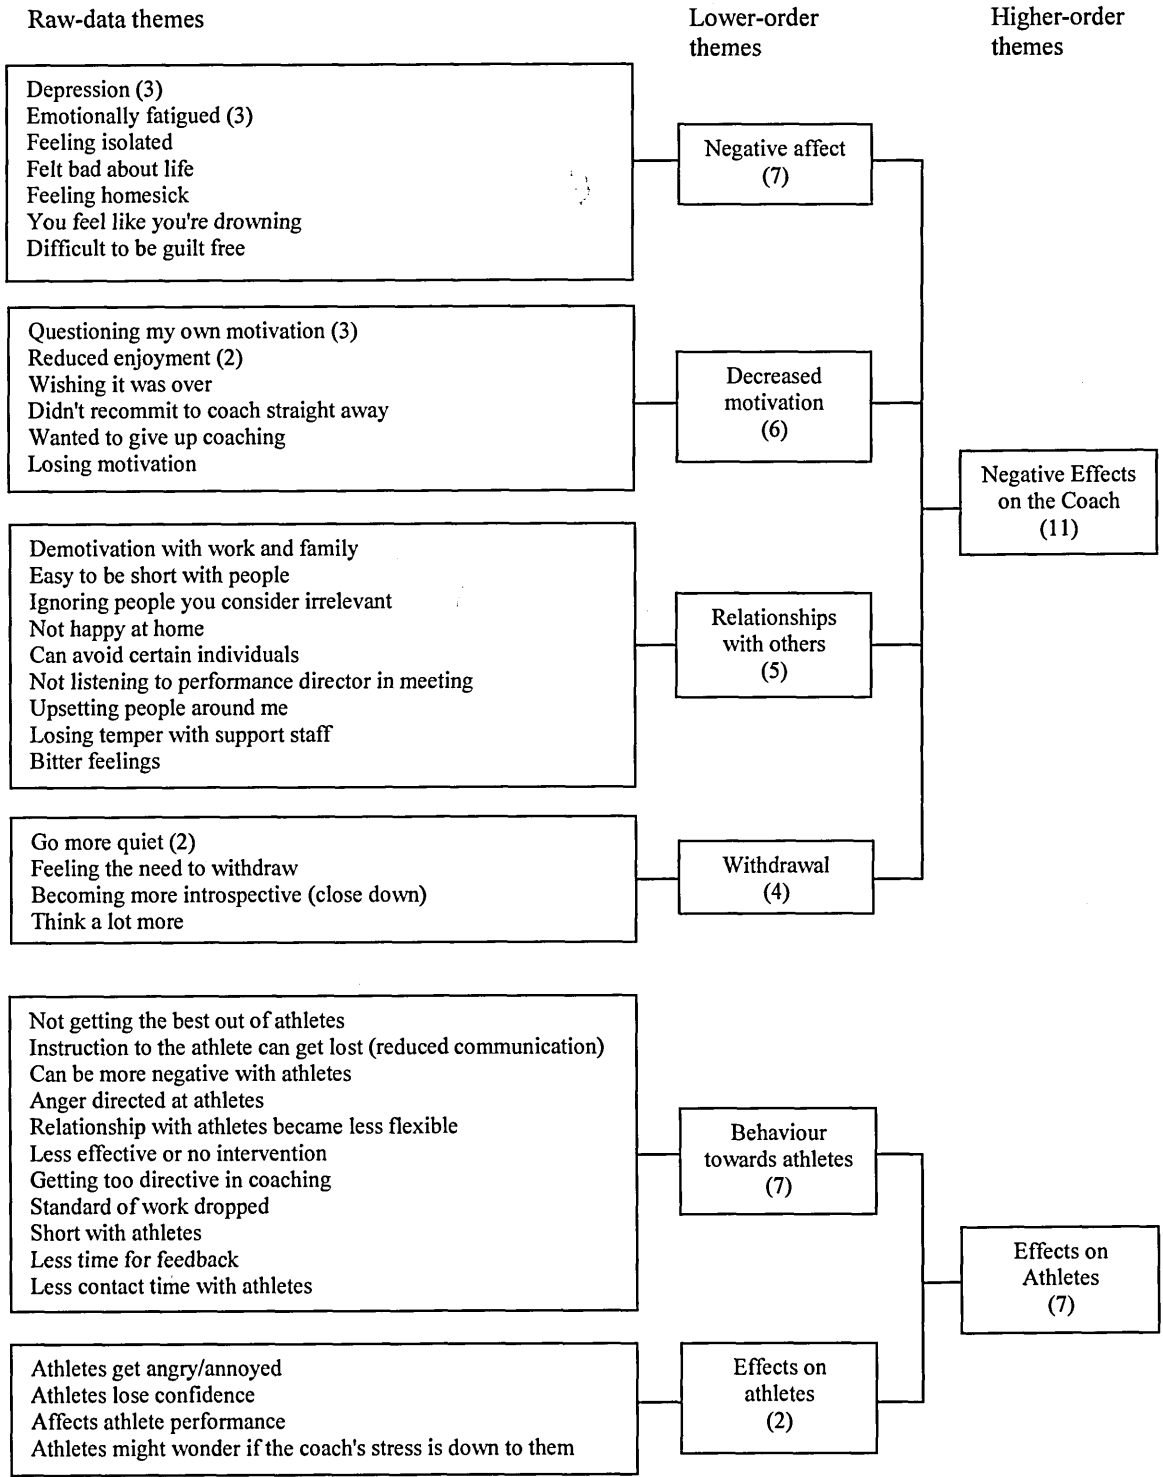 Raw-data themes
Lower-order
themes
Higher-order
themes
Depression (3)
Emotionally fatigued (3)
Feeling isolated
Felt bad about life
Feeling homesick
You feel like you're drowning
Difficult to be guilt free
Negative affect
(7)
Questioning my own motivation (3)
Reduced enjoyment (2)
Wishing it was over
Didn't recommit to coach straight away
Wanted to give up coaching
Losing motivation
Decreased
motivation
(6)
Negative Effects
on the Coach
(11)
Demotivation with work and family
Easy to be short with people
Ignoring people you consider irrelevant
Not happy at home
Can avoid certain individuals
Not listening to performance director in meeting
Upsetting people around me
Losing temper with support staff
Bitter feelings
Relationships
with others
(5)
Go more quiet (2)
Feeling the need to withdraw
Becoming more introspective (close down)
Think a lot more
Withdrawal
(4)
Not getting the best out of athletes
Instruction to the athlete can get lost (reduced communication)
Can be more negative with athletes
Anger directed at athletes
Relationship with athletes became less flexible
Less effective or no intervention
Getting too directive in coaching
Standard of work dropped
Short with athletes
Less time for feedback
Less contact time with athletes
Behaviour
towards athletes
(7)
Effects on
Athletes
(7)
Athletes get angry/annoyed
Athletes lose confidence
Affects athlete performance
Athletes might wonder if the coach's stress is down to them
Effects on
athletes
(2)